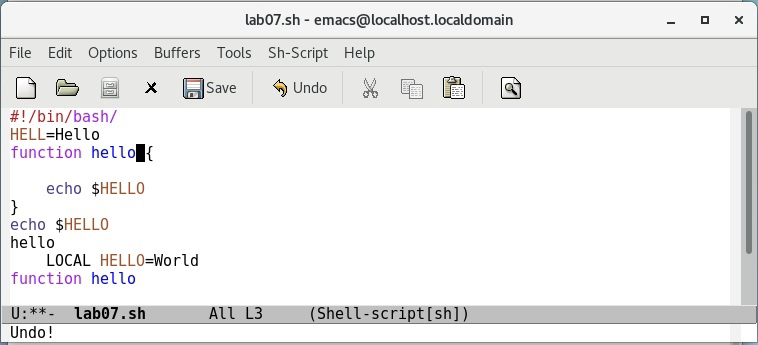 lab07.sh - emacs@localhost.localdomain
File Edit Options Buffers Tools Sh-Script Help
Save Undo
#!/bin/bash/
HELL=Hello
function hello {
    echo $HELLO
}
echo $HELLO
hello
    LOCAL HELLO=World
function hello
U:**-  lab07.sh       All L3     (Shell-script[sh])
Undo!